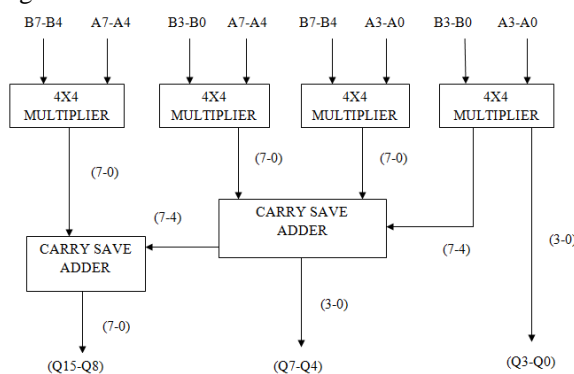 B7-B4 A7-A4 B3-B0 A7-A4 B7-B4 A3-A0 B3-B0 A3-A0
4X4 MULTIPLIER
4X4 MULTIPLIER
4X4 MULTIPLIER
4X4 MULTIPLIER
(7-0)
(7-0)
(7-0)
CARRY SAVE
ADDER
(7-4)
(7-4)
(3-0)
CARRY SAVE
ADDER
(7-0)
(3-0)
(Q15-Q8)
(Q7-Q4)
(Q3-Q0)